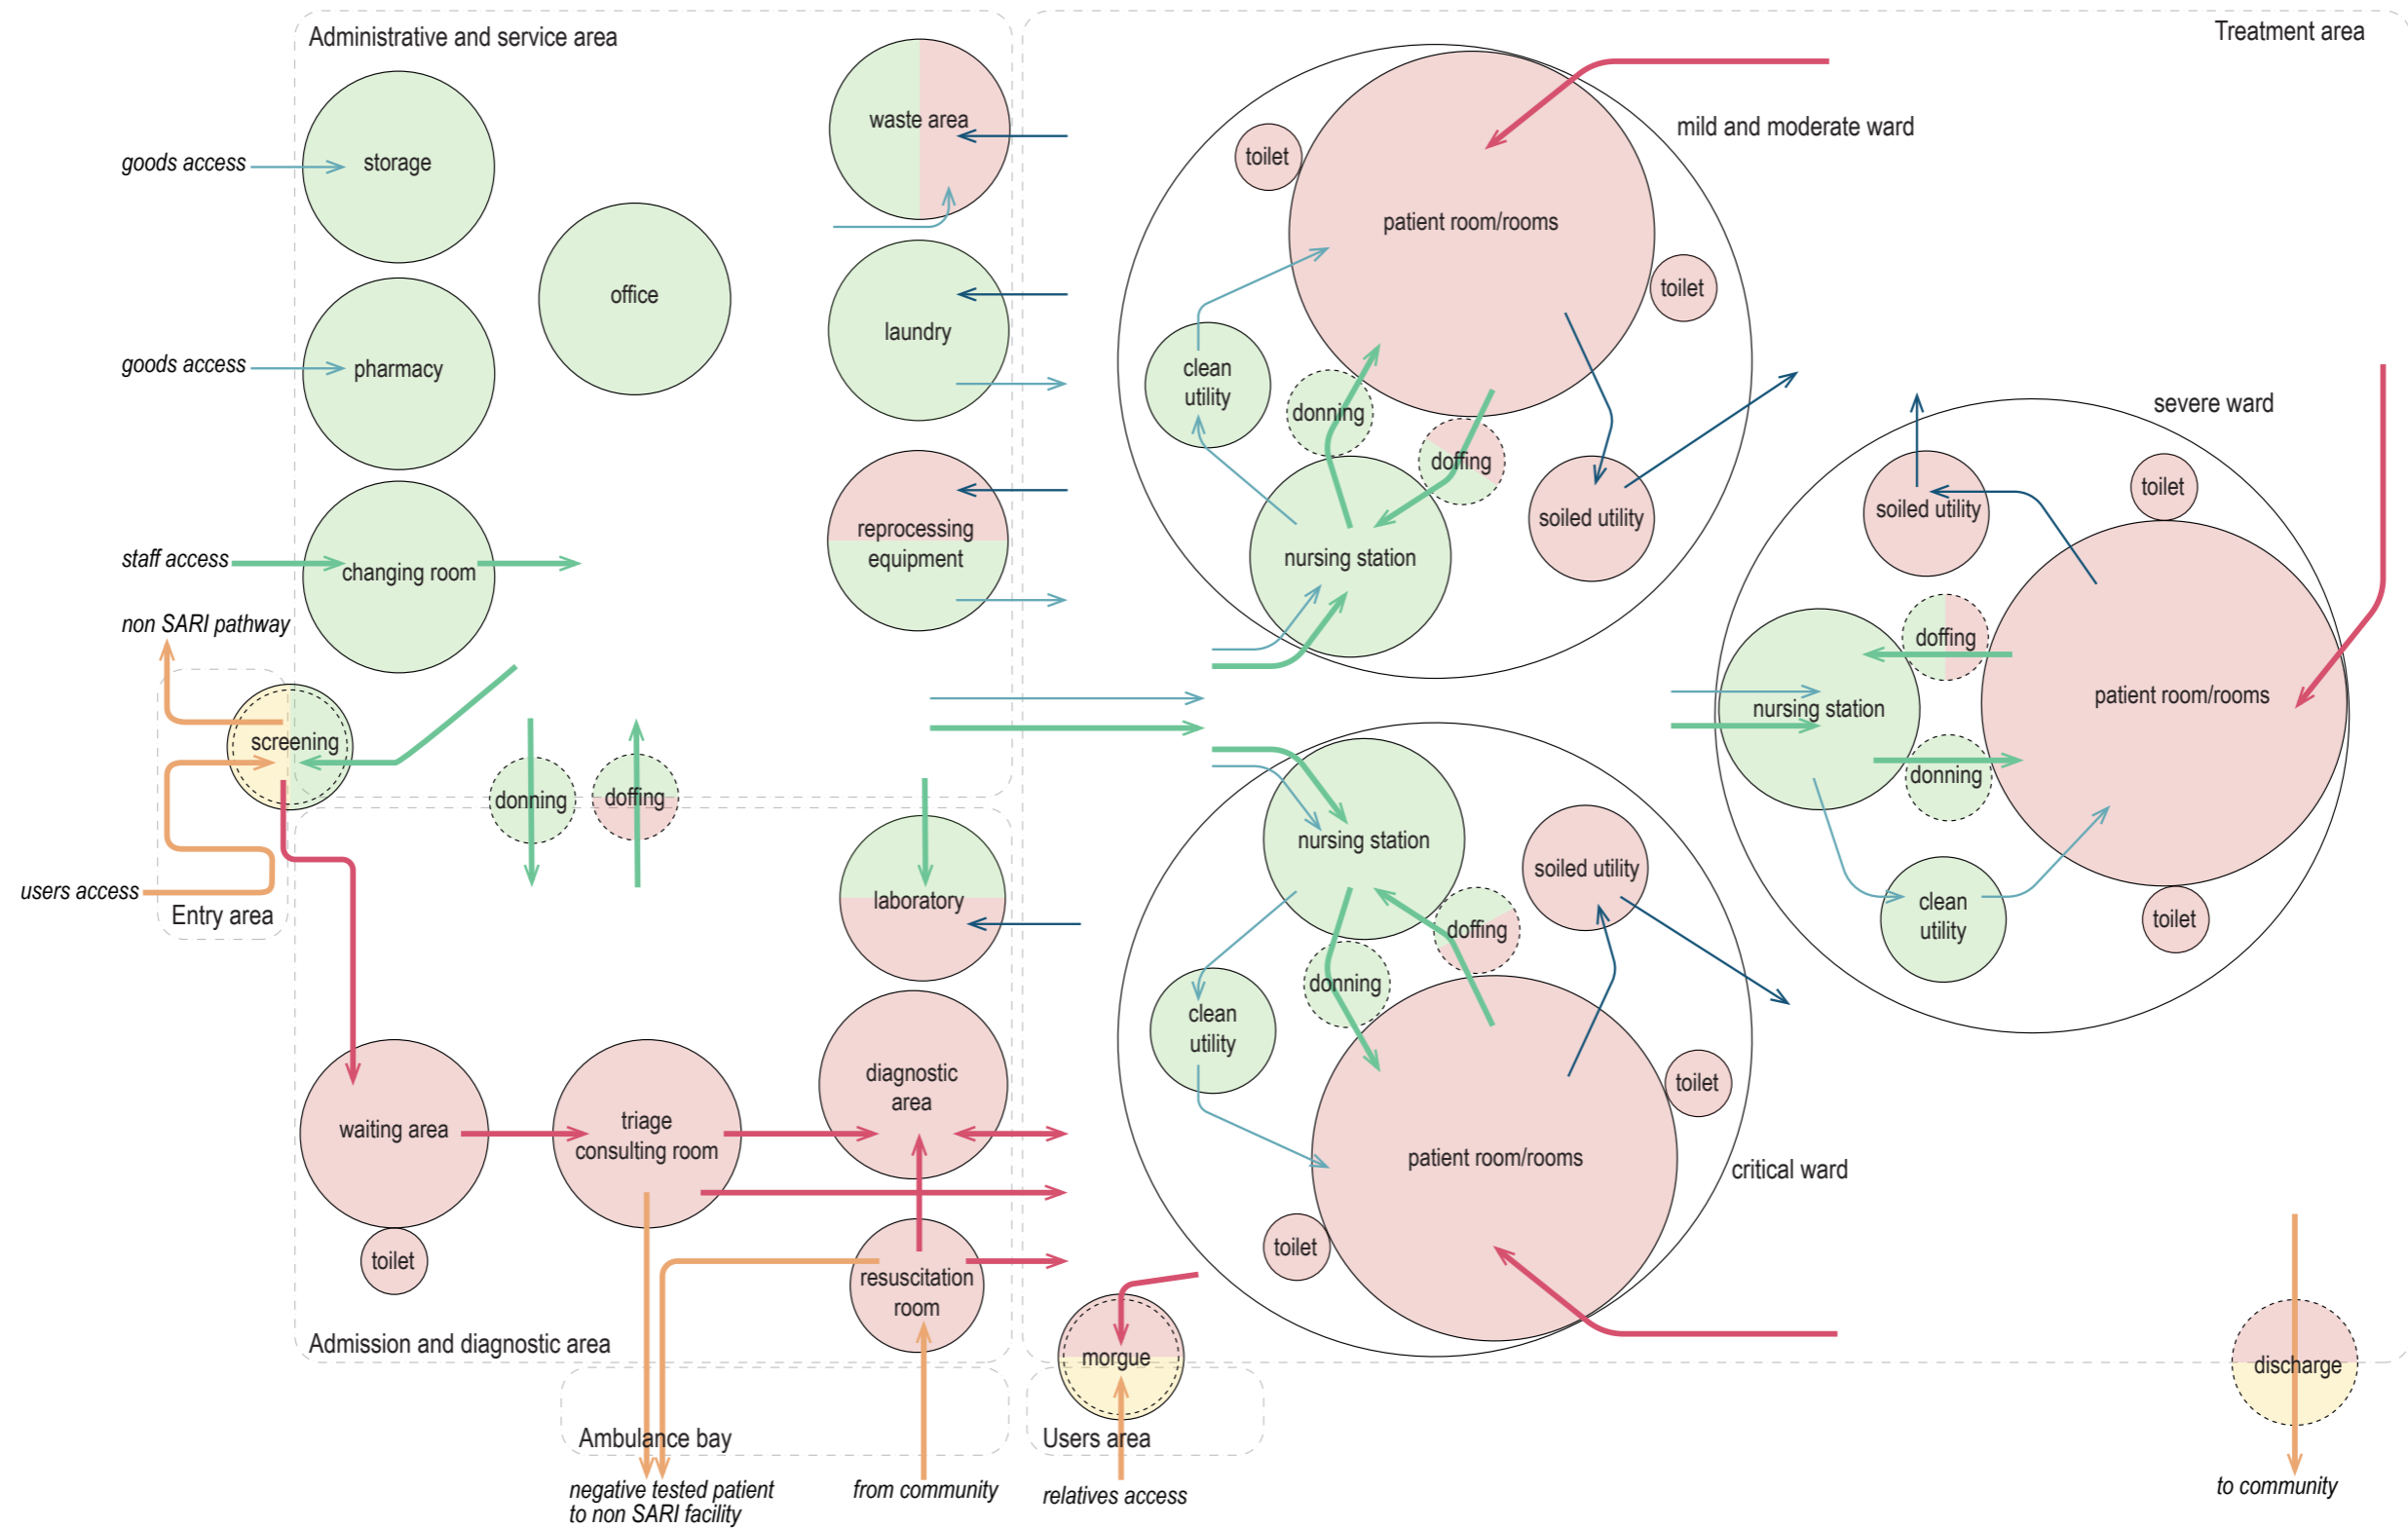 Administrative and service area
Treatment area
waste area
mild and moderate ward
goods access
storage
toilet
patient room/rooms
office
toilet
laundry
goods access
pharmacy
clean
utility
donning
severe ward
doffing
toilet
soiled utility
soiled utility
reprocessing
equipment
staff access
changing room
nursing station
non SARI pathway
doffing
patient room/rooms
nursing station
screening
donning
donning
doffing
nursing station
soiled utility
users access
Entry area
laboratory
clean
utility
toilet
doffing
donning
clean
utility
diagnostic
area
toilet
waiting area
triage
consulting room
patient room/rooms
critical ward
toilet
toilet
resuscitation
room
Admission and diagnostic area
morgue
discharge
Ambulance bay
Users area
negative tested patient
to non SARI facility
from community
relatives access
to community